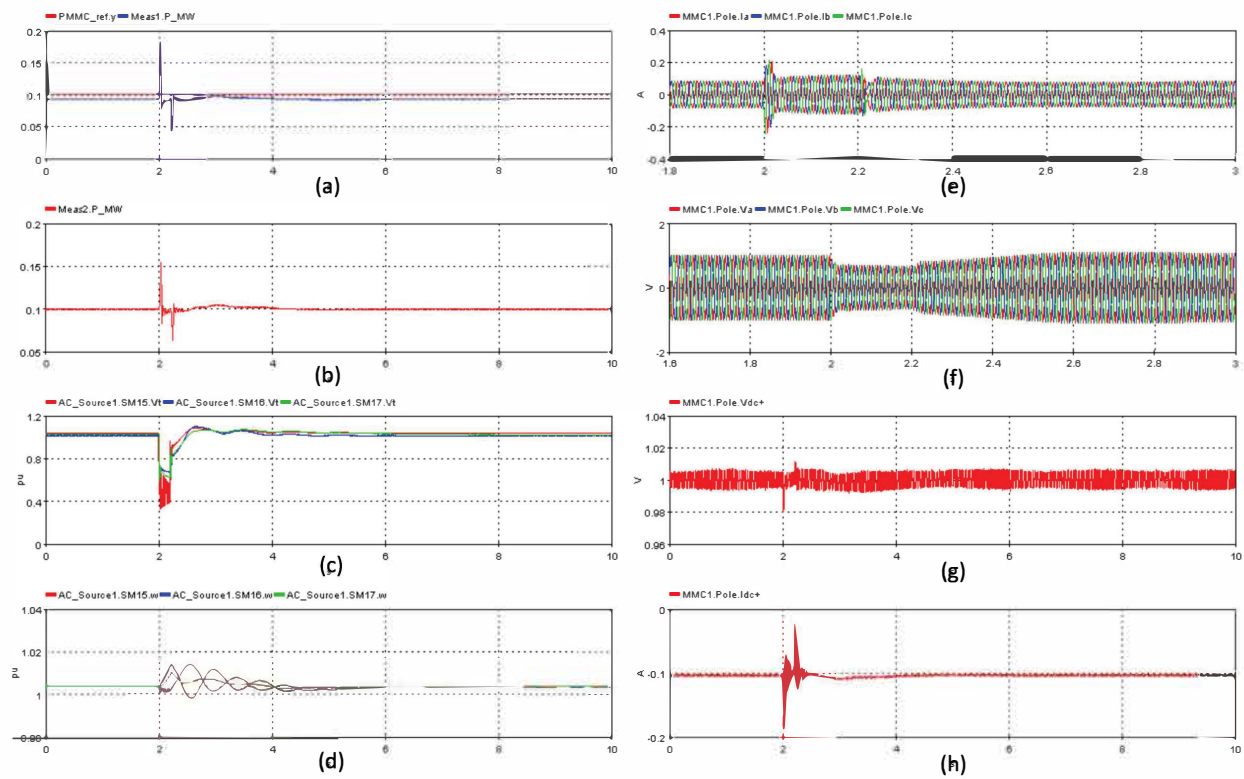 PMMC_ref.y Meas1.P_MW
0.2
0.15
0.1
0.05
0
0 2 4 6 8 10
(a)
Meas2.P_MW
0.2
0.15
0.1
0.05
0 2 4 6 8 10
(b)
AC_Source1.SM15.Vt AC_Source1.SM16.Vt AC_Source1.SM17.Vt
1.2
0.8
pu
0.4
0
0 2 4 6 8 10
(c)
AC_Source1.SM15.w AC_Source1.SM16.w AC_Source1.SM17.w
1.04
1.02
pu
1
0 2 4 6 8 10
(d)
MMC1.Pole.Ia MMC1.Pole.Ib MMC1.Pole.Ic
0.4
0.2
A
0
-0.2
-0.4
1.8 2 2.2 2.4 2.6 2.8 3
(e)
MMC1.Pole.Va MMC1.Pole.Vb MMC1.Pole.Vc
2
1
V
0
-2
1.6 1.8 2 2.2 2.4 2.6 2.8 3
(f)
MMC1.Pole.Vdc+
1.04
1.02
V
1
0.98
0.96
0 2 4 6 8 10
(g)
MMC1.Pole.Idc+
0
A
-0.1
-0.2
0 2 4 6 8 10
(h)